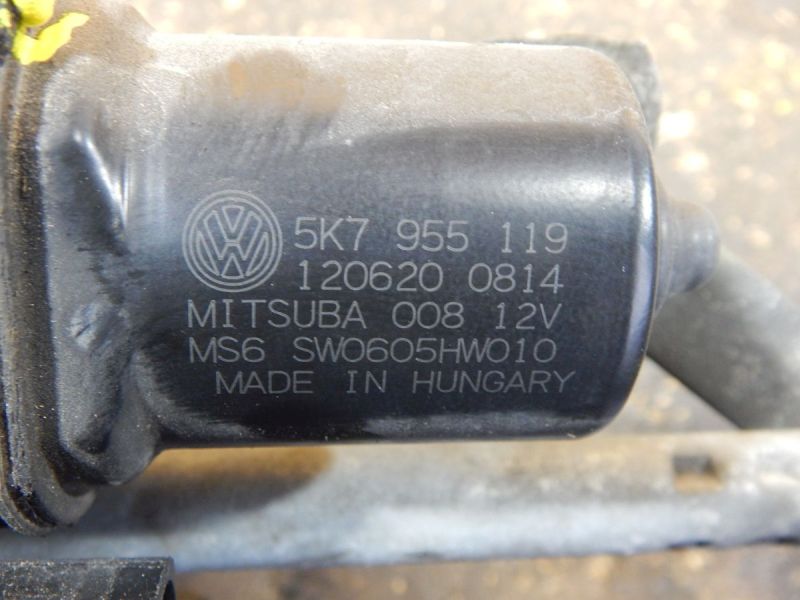 5K7 955 119
120620 0814
MITSUBA 008 12V
MS6 SW0605HW010
MADE IN HUNGARY